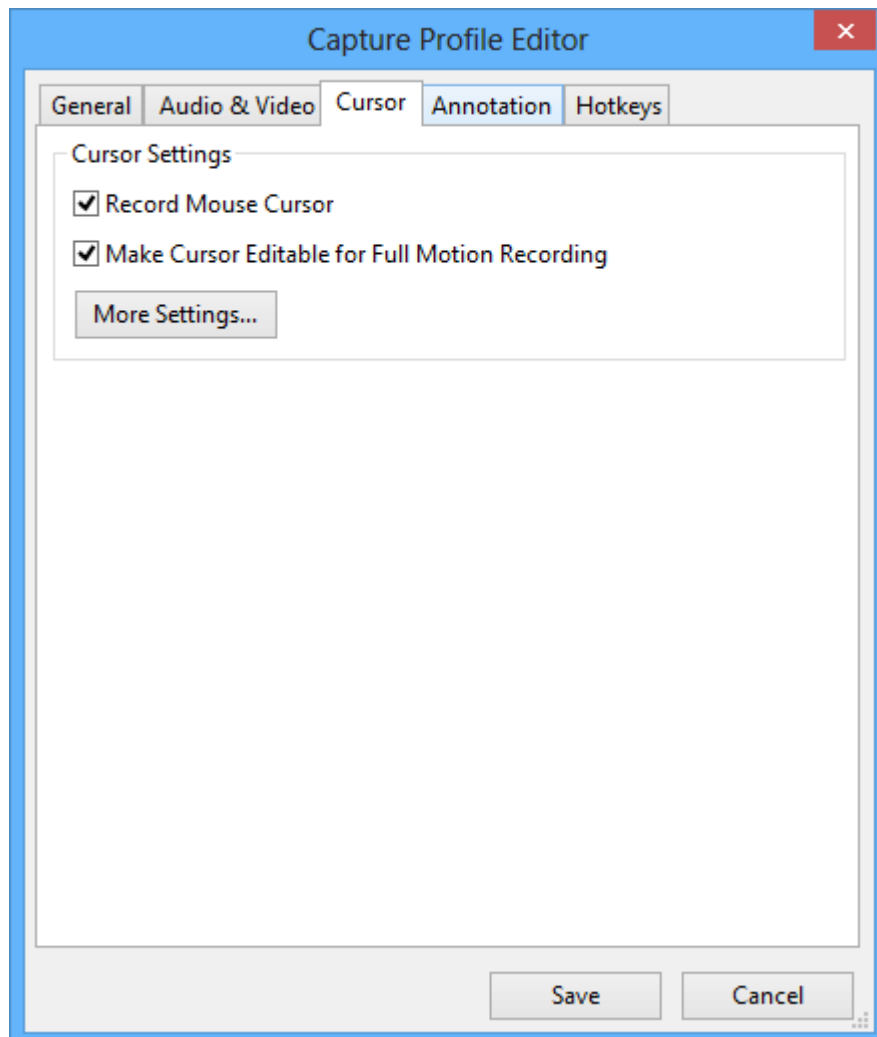 Capture Profile Editor
General Audio & Video Cursor Annotation Hotkeys
Cursor Settings
Record Mouse Cursor
Make Cursor Editable for Full Motion Recording
More Settings...
Save Cancel